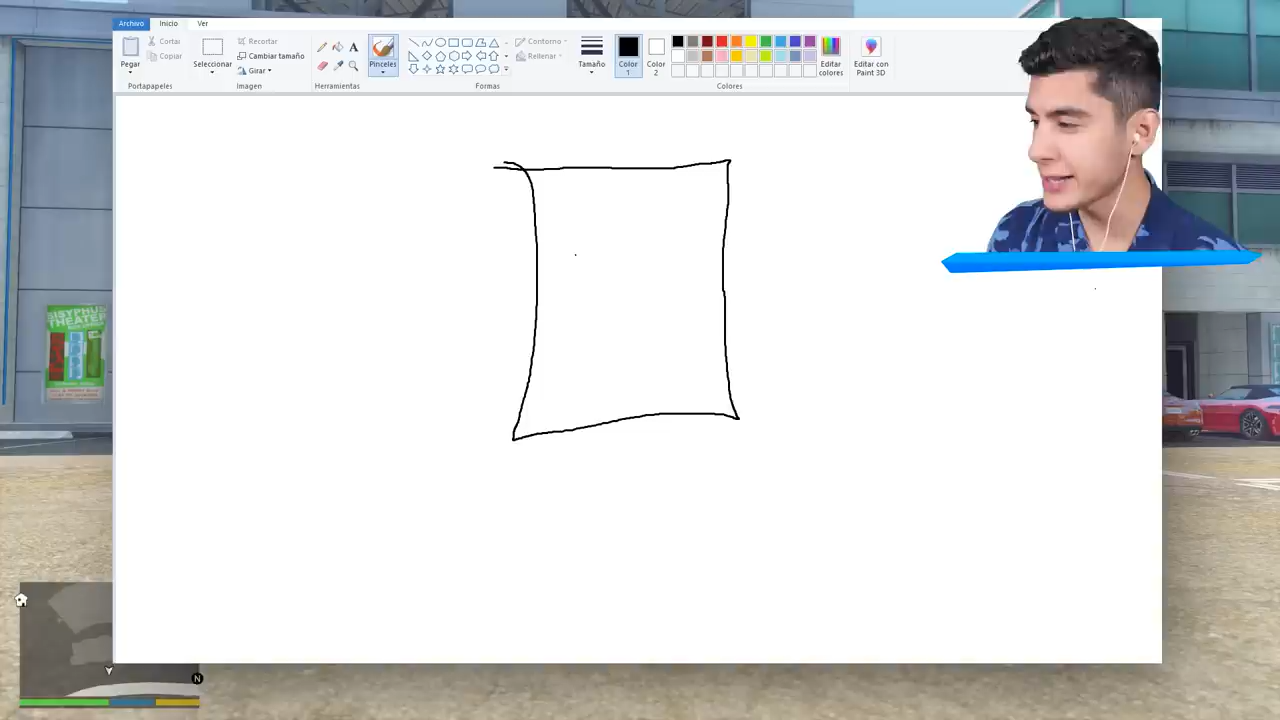 Archivo Inicio Ver
Pegar
Cortar
Copiar
Portapapeles
Seleccionar
Recortar
Cambiar tamaño
Girar
Imagen
A
Herramientas
Pinceles
Formas
Contorno
Rellenar
Tamaño
Color
1
Color
2
Colores
Editar
colores
Editar con
Paint 3D
SISYPHUS
THEATER
N